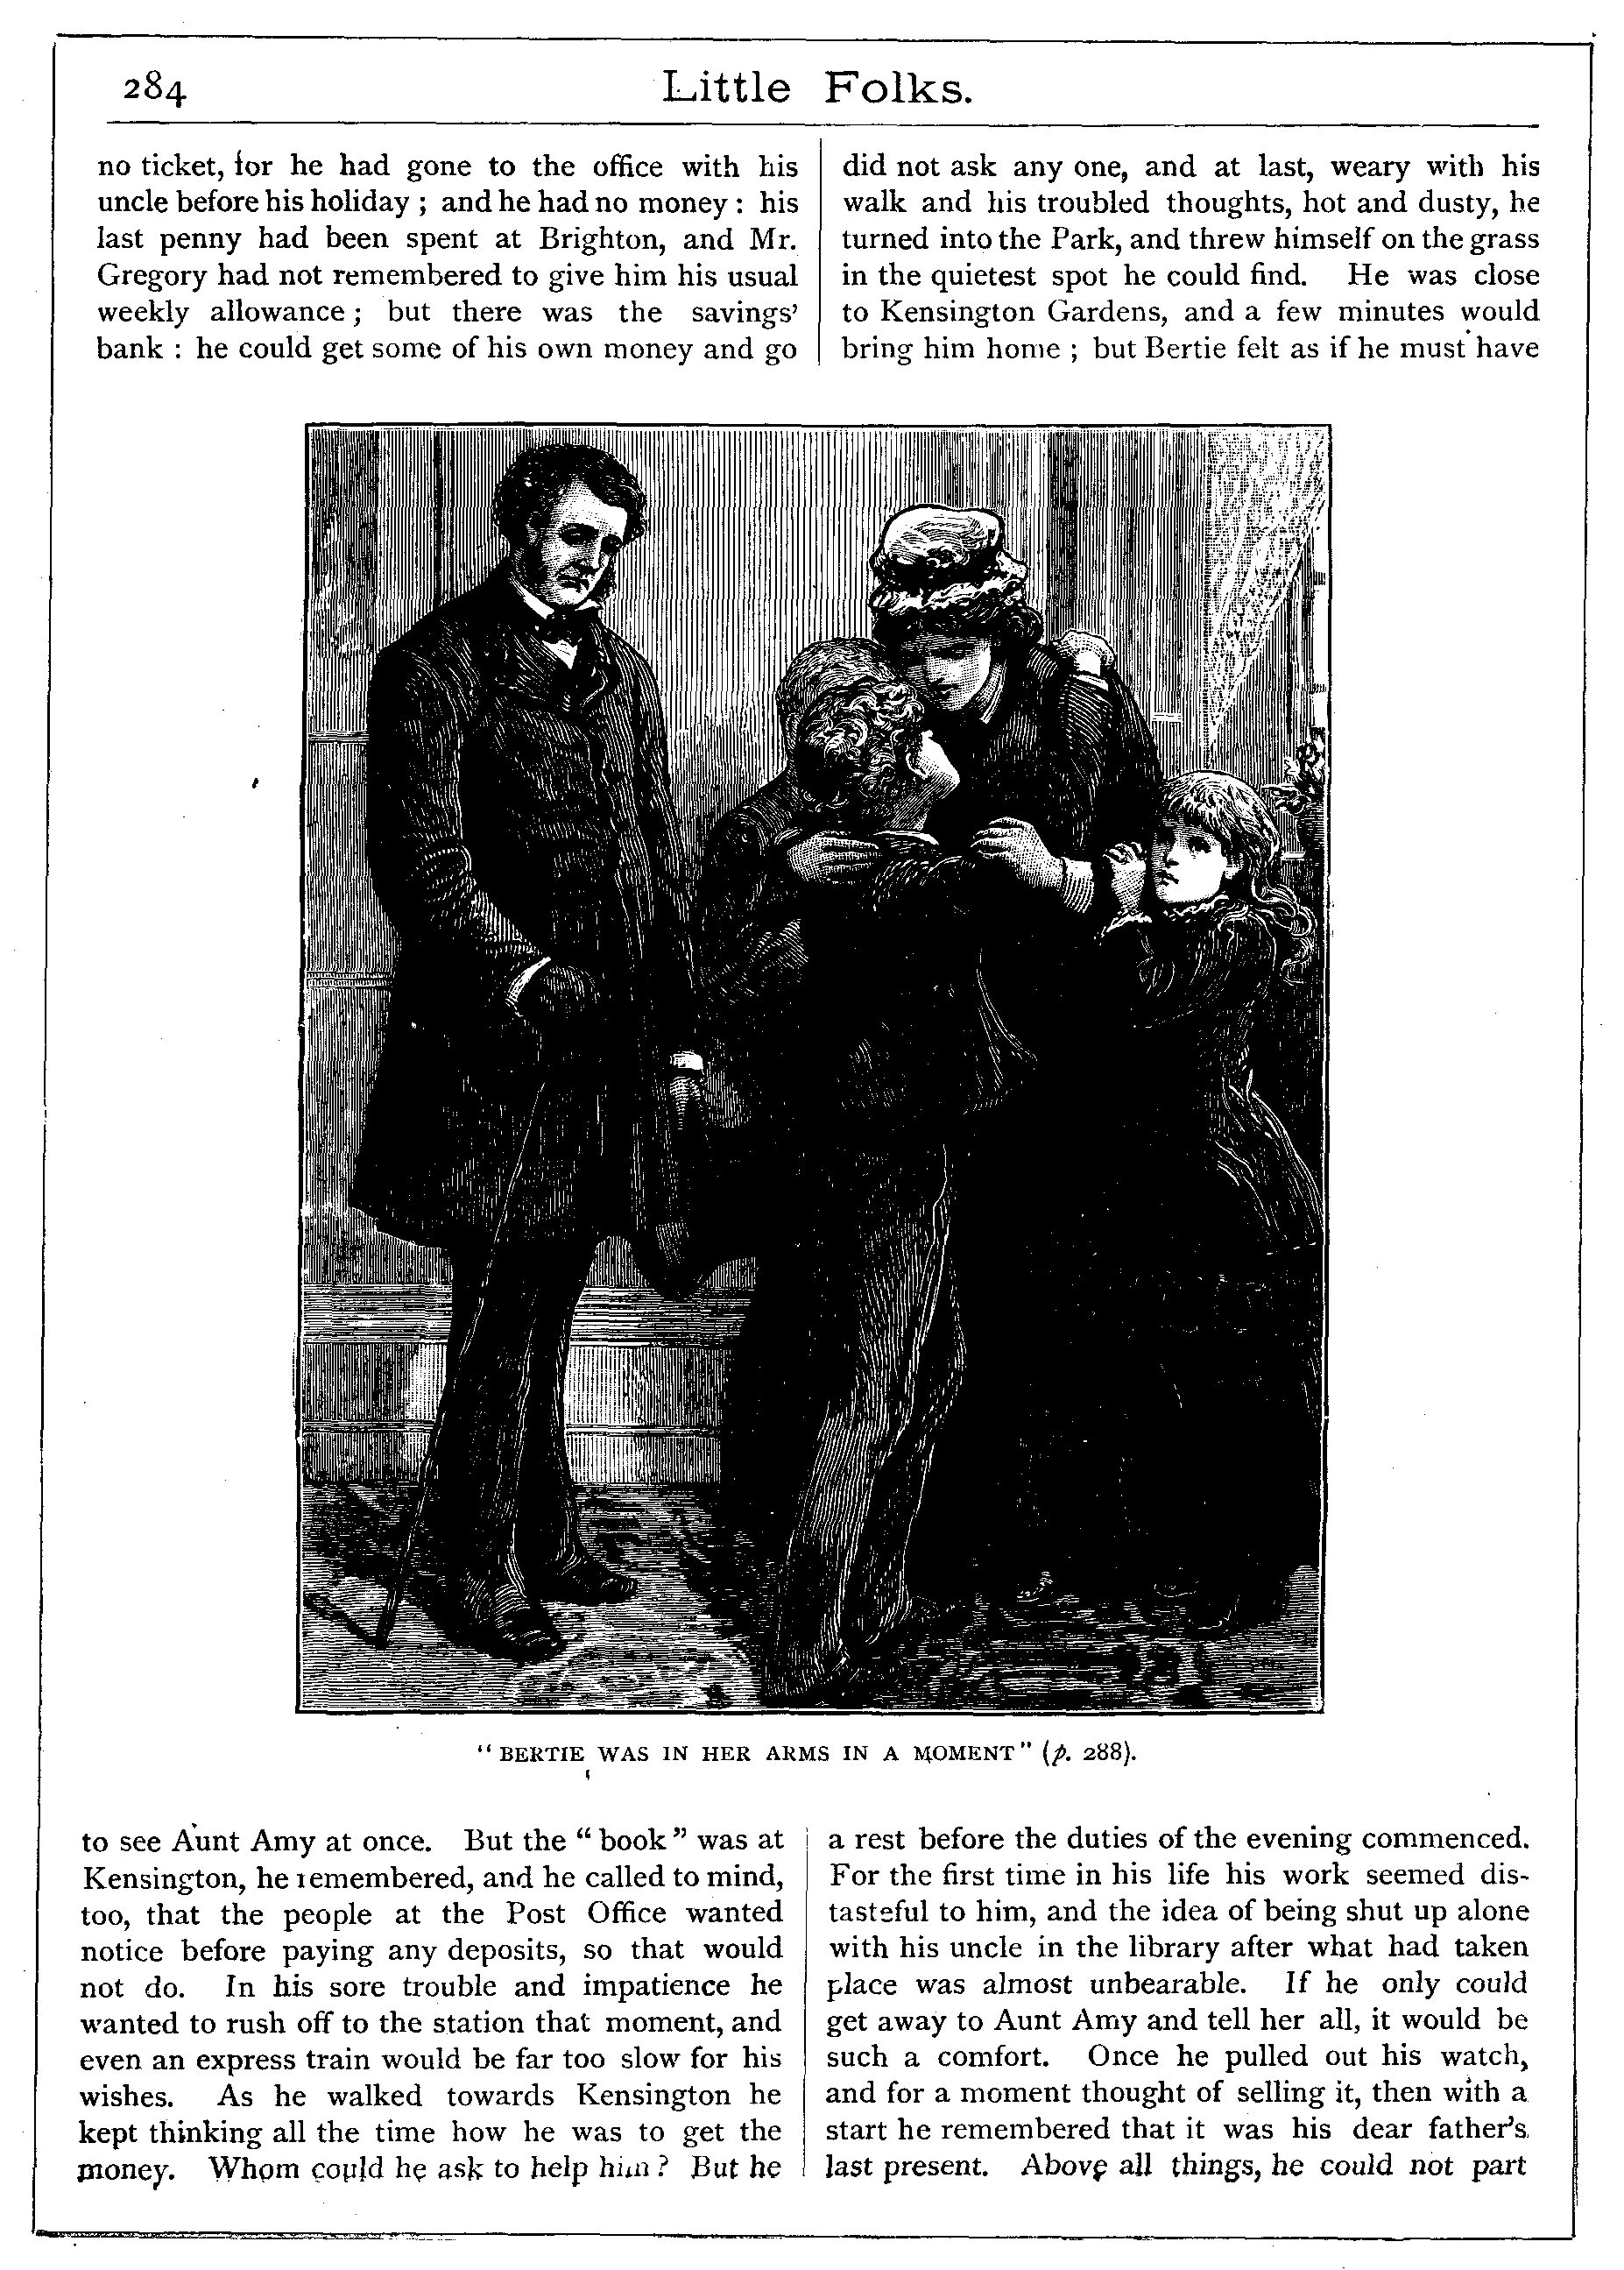 284
Little Folks.
no ticket, for he had gone to the office with his
uncle before his holiday ; and he had no money : his
last penny had been spent at Brighton, and Mr.
Gregory had not remembered to give him his usual
weekly allowance ; but there was the savings'
bank : he could get some of his own money and go
to see Aunt Amy at once. But the “ book ” was at
Kensington, he remembered, and he called to mind,
too, that the people at the Post Office wanted
notice before paying any deposits, so that would
not do. In his sore trouble and impatience he
wanted to rush off to the station that moment, and
even an express train would be far too slow for his
wishes. As he walked towards Kensington he
kept thinking all the time how he was to get the
money. Whom could he ask to help him ? But he
did not ask any one, and at last, weary with his
walk and his troubled thoughts, hot and dusty, he
turned into the Park, and threw himself on the grass
in the quietest spot he could find. He was close
to Kensington Gardens, and a few minutes would
bring him home ; but Bertie felt as if he must have
a rest before the duties of the evening commenced.
For the first time in his life his work seemed dis-
tasteful to him, and the idea of being shut up alone
with his uncle in the library after what had taken
place was almost unbearable. If he only could
get away to Aunt Amy and tell her all, it would be
such a comfort. Once he pulled out his watch,
and for a moment thought of selling it, then with a
start he remembered that it was his dear father's
last present. Above all things, he could not part
“ BERTIE WAS IN HER ARMS IN A MOMENT ” (p. 288).